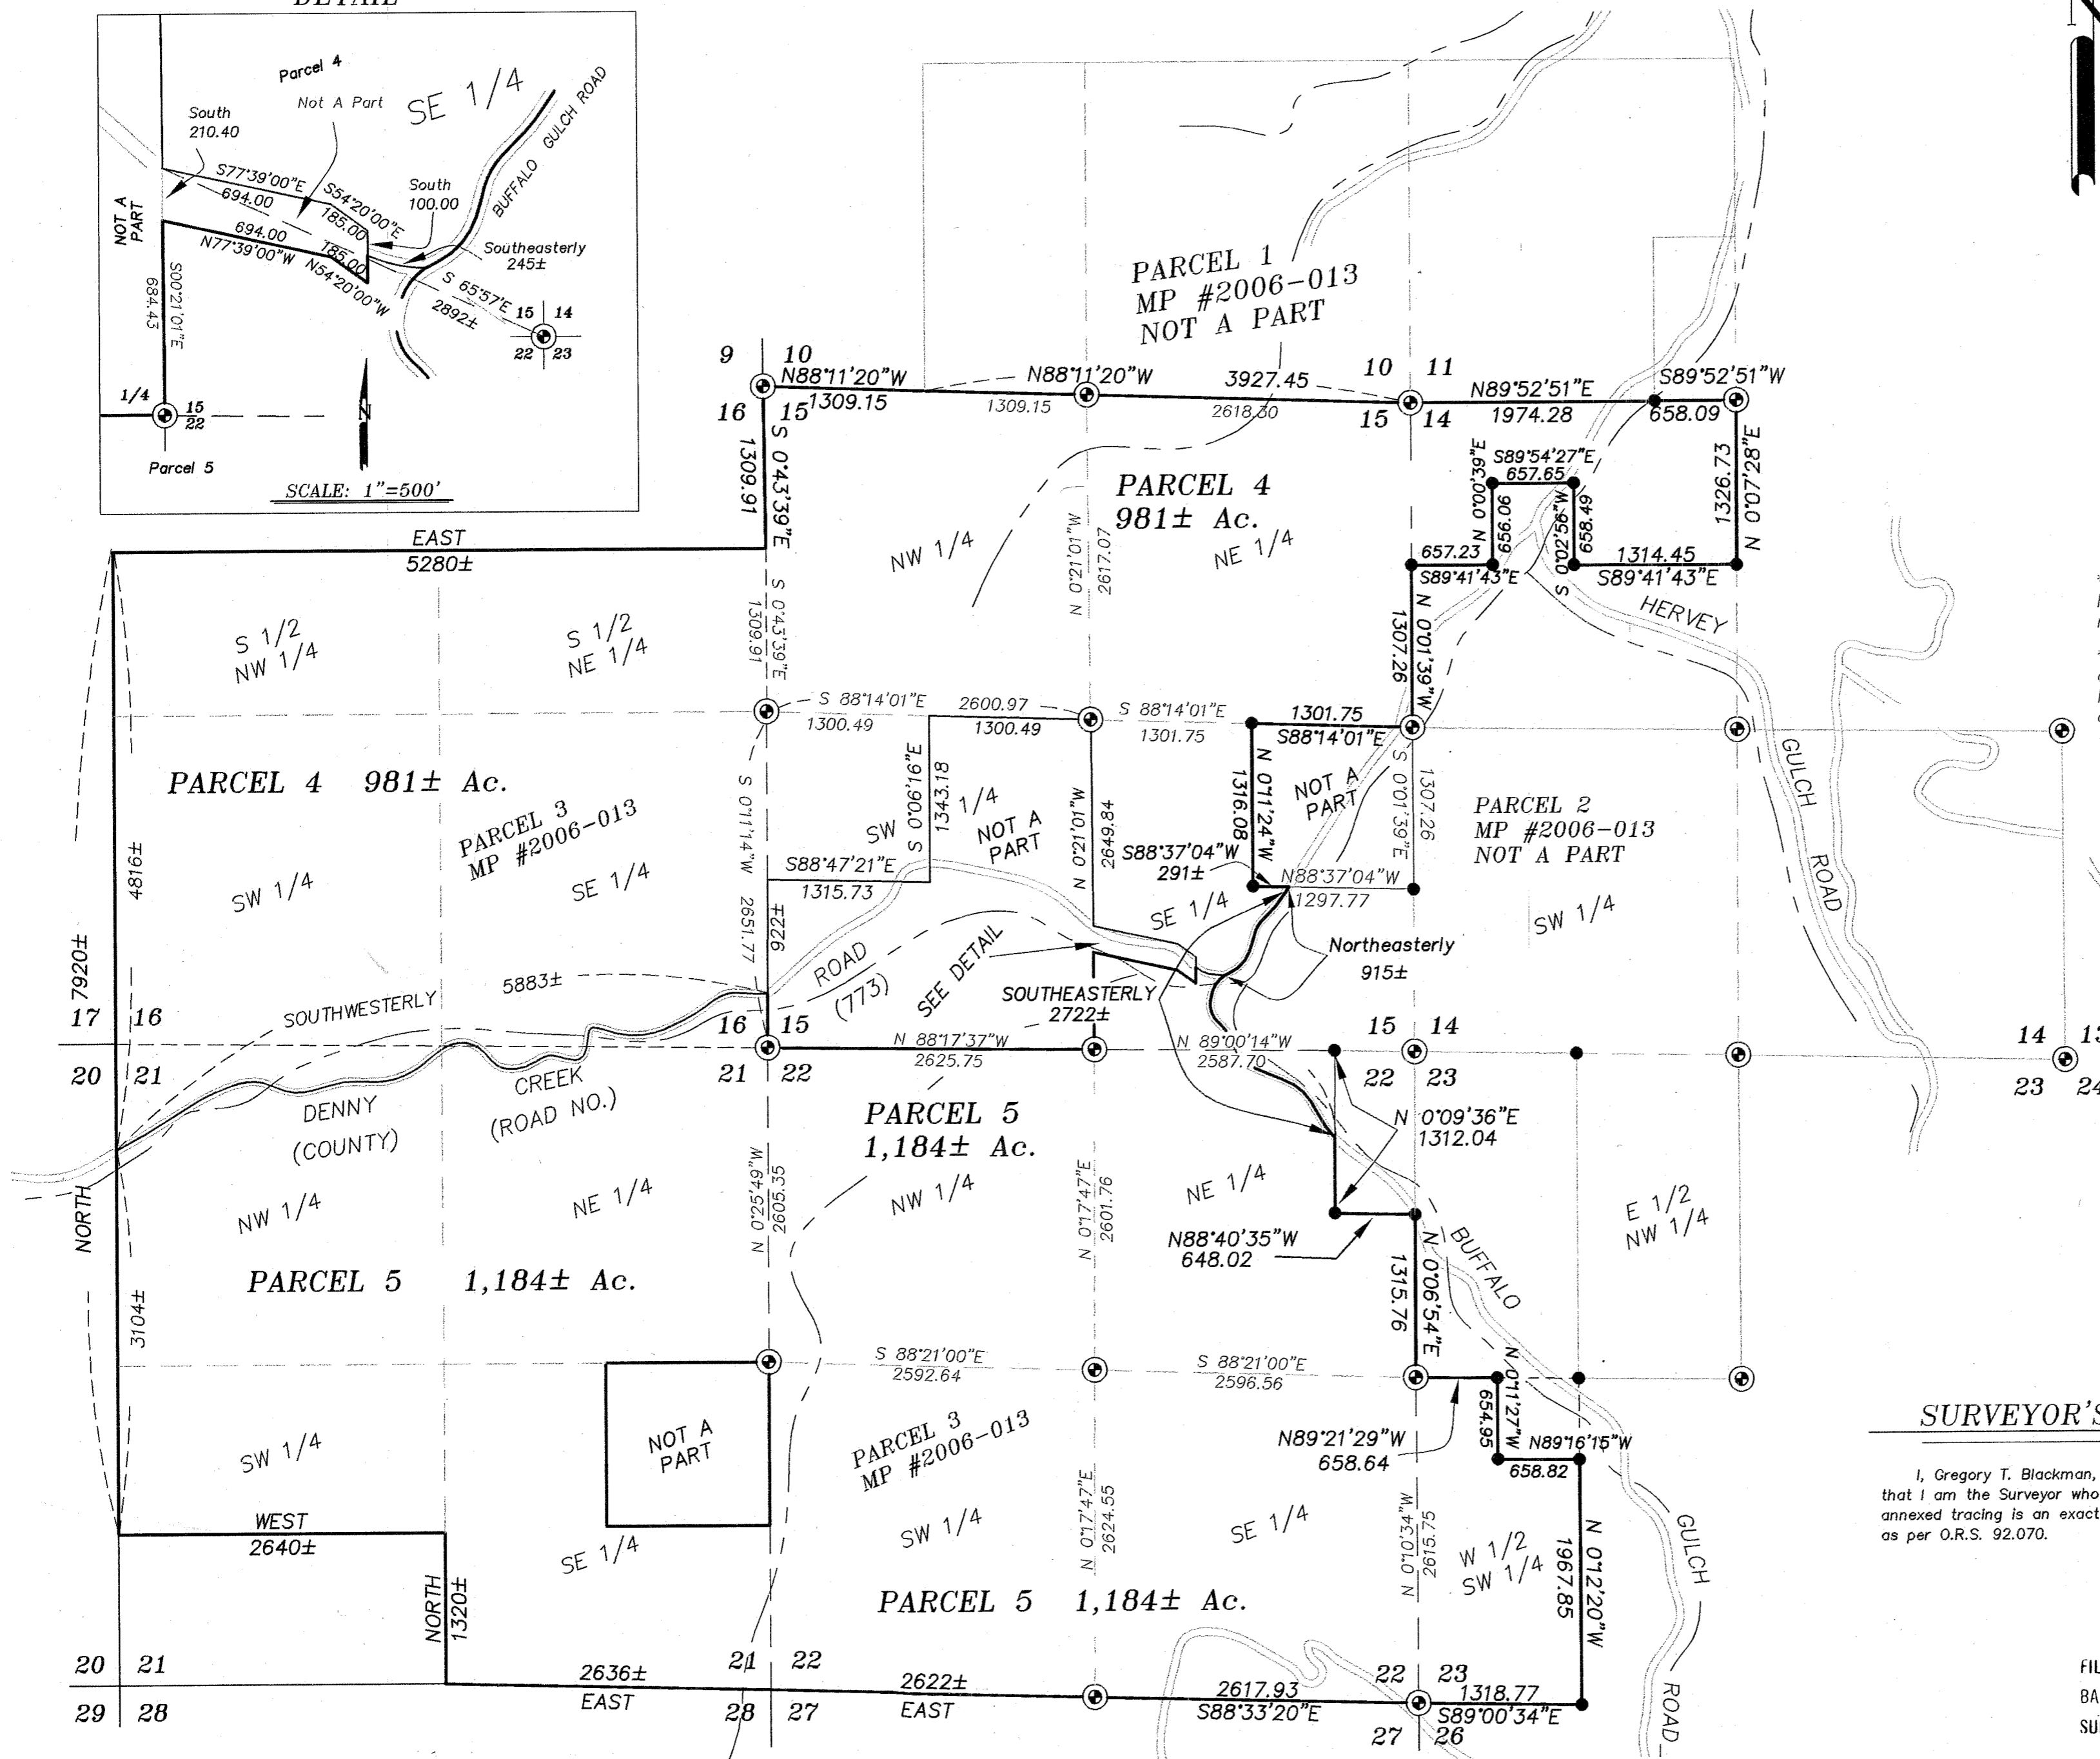 DETAIL
Parcel 4
Not A Part
SE 1/4
BUFFALO GULCH ROAD
South
210.40
S77°39'00"E
694.00
S54°20'00"E
185.00
South
100.00
NOT A
PART
694.00
N77°39'00"W
185.00
N54°20'00"W
Southeasterly
245±
S 65°57'E
2892±
S00°21'01"E
684.43
15 14
22 23
1/4
15
22
N
Parcel 5
SCALE: 1"=500'
PARCEL 1
MP #2006-013
NOT A PART
9 10
16 15
N88°11'20"W
1309.15
N88°11'20"W
3927.45
1309.15
2618.30
10 11
15 14
N89°52'51"E
1974.28
S89°52'51"W
658.09
1309.91
S 0°43'39"E
N 0°00'39"E
656.06
S89°54'27"E
657.65
S 0°02'56"W
658.49
1326.73
N 0°07'28"E
PARCEL 4
981± Ac.
EAST
5280±
NW 1/4
N 0°21'01"W
2617.07
NE 1/4
657.23
S89°41'43"E
1314.45
S89°41'43"E
HERVEY
GULCH
ROAD
S 1/2
NW 1/4
S 1/2
NE 1/4
1309.91
S 0°43'39"E
N 0°01'39"W
1307.26
S 88°14'01"E
1300.49
2600.97
1300.49
S 88°14'01"E
1301.75
1301.75
S88°14'01"E
PARCEL 4 981± Ac.
PARCEL 3
MP #2006-013
4816±
SW 1/4
SE 1/4
S 0°11'14"W 2651.77
SW
1/4
S 0°06'16"E
1343.18
NOT A
PART
N 0°21'01"W
2649.84
N 0°11'24"W
1316.08
NOT A
PART
S 0°01'39"E
1307.26
PARCEL 2
MP #2006-013
NOT A PART
S88°47'21"E
1315.73
S88°37'04"W
291±
N88°37'04"W
1297.77
SE 1/4
SW 1/4
922±
7920±
17 16
20 21
SOUTHWESTERLY
5883±
ROAD
(773)
SEE DETAIL
SOUTHEASTERLY
2722±
Northeasterly
915±
16 15
21 22
N 88°17'37"W
2625.75
N 89°00'14"W
2587.70
15 14
22 23
14 13
23 24
DENNY
(COUNTY)
CREEK
(ROAD NO.)
PARCEL 5
1,184± Ac.
N 0°09'36"E
1312.04
NORTH
3104±
NW 1/4
NE 1/4
N 0°25'49"W
2605.35
NW 1/4
N 0°17'47"E
2601.76
NE 1/4
N88°40'35"W
648.02
E 1/2
NW 1/4
PARCEL 5 1,184± Ac.
N 0°06'54"E
1315.76
BUFFALO
GULCH
ROAD
S 88°21'00"E
2592.64
S 88°21'00"E
2596.56
SW 1/4
NOT A
PART
PARCEL 3
MP #2006-013
N89°21'29"W
658.64
N 0°11'27"W
654.95
N89°16'15"W
658.82
WEST
2640±
SE 1/4
SW 1/4
N 0°17'47"E
2624.55
SE 1/4
N 0°10'34"W
2615.75
W 1/2
SW 1/4
N 0°12'20"W
1967.85
NORTH
1320±
PARCEL 5 1,184± Ac.
20 21
29 28
2636±
EAST
21 22
28 27
2622±
EAST
2617.93
S88°33'20"E
22 23
27 26
1318.77
S89°00'34"E
SURVEYOR'S
I, Gregory T. Blackman,
that I am the Surveyor who
annexed tracing is an exact
as per O.R.S. 92.070.
FIL
BA
SU